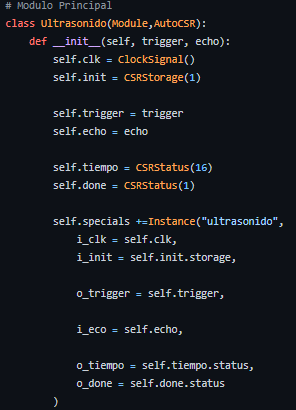 # Modulo Principal
class Ultrasonido(Module,AutoCSR):
    def __init__(self, trigger, echo):
        self.clk = ClockSignal()
        self.init = CSRStorage(1)

        self.trigger = trigger
        self.echo = echo

        self.tiempo = CSRStatus(16)
        self.done = CSRStatus(1)

        self.specials +=Instance("ultrasonido",
            i_clk = self.clk,
            i_init = self.init.storage,

            o_trigger = self.trigger,

            i_eco = self.echo,

            o_tiempo = self.tiempo.status,
            o_done = self.done.status
        )